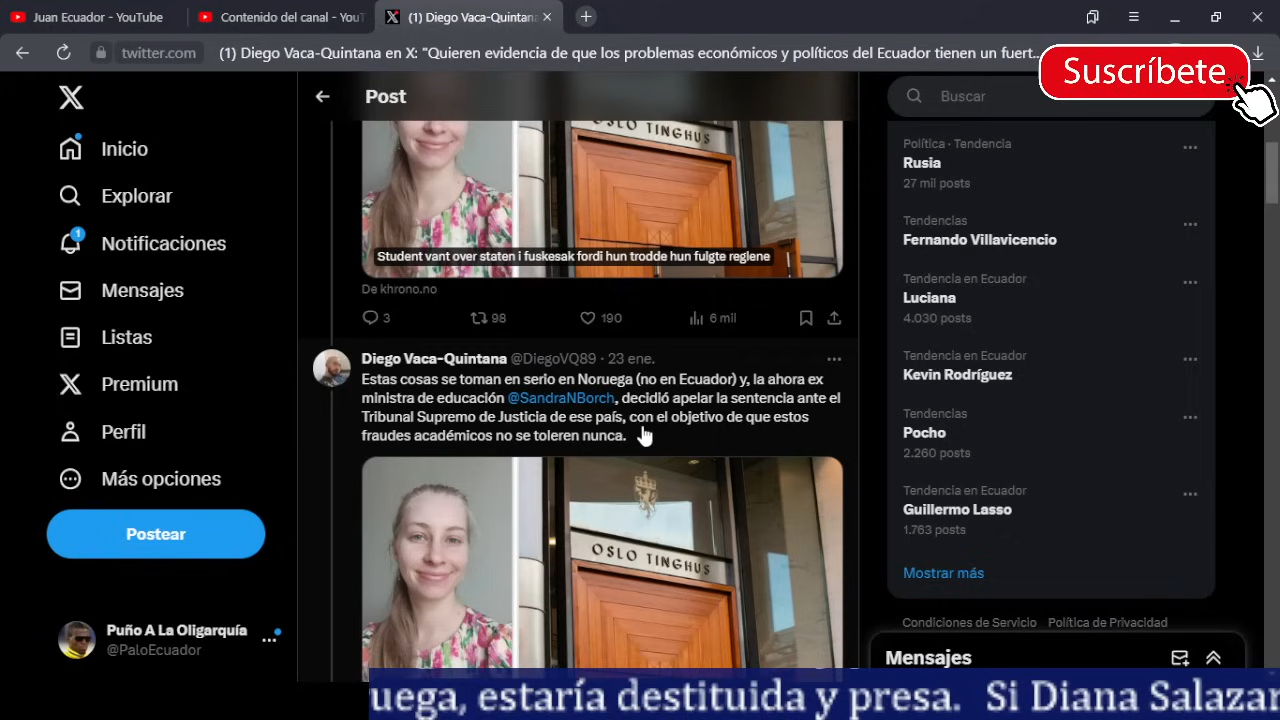 Juan Ecuador - YouTube
Contenido del canal - YouT
(1) Diego Vaca-Quintana
twitter.com
(1) Diego Vaca-Quintana en X: "Quieren evidencia de que los problemas económicos y políticos del Ecuador tienen un fuert...
Suscríbete
Post
Buscar
Inicio
Explorar
1
Notificaciones
Mensajes
Listas
Premium
Perfil
Más opciones
Postear
Puño A La Oligarquía
@PaloEcuador
OSLO TINGHUS
Student vant over staten i fuskesak fordi hun trodde hun fulgte reglene
De khrono.no
3
98
190
6 mil
Diego Vaca-Quintana @DiegoVQ89 · 23 ene.
Estas cosas se toman en serio en Noruega (no en Ecuador) y, la ahora ex
ministra de educación @SandraNBorch, decidió apelar la sentencia ante el
Tribunal Supremo de Justicia de ese país, con el objetivo de que estos
fraudes académicos no se toleren nunca.
OSLO TINGHUS
Política · Tendencia
Rusia
27 mil posts
Tendencias
Fernando Villavicencio
Tendencia en Ecuador
Luciana
4.030 posts
Tendencia en Ecuador
Kevin Rodríguez
Tendencias
Pocho
2.260 posts
Tendencia en Ecuador
Guillermo Lasso
1.763 posts
Mostrar más
Condiciones de Servicio Política de Privacidad
Mensajes
uega, estaría destituida y presa. Si Diana Salazar